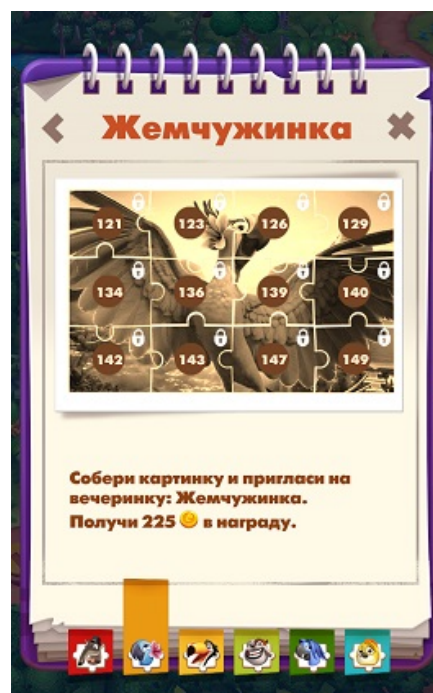 Жемчужинка
121 123 126 129
134 136 139 140
142 143 147 149
Собери картинку и пригласи на
вечеринку: Жемчужинка.
Получи 225 в награду.